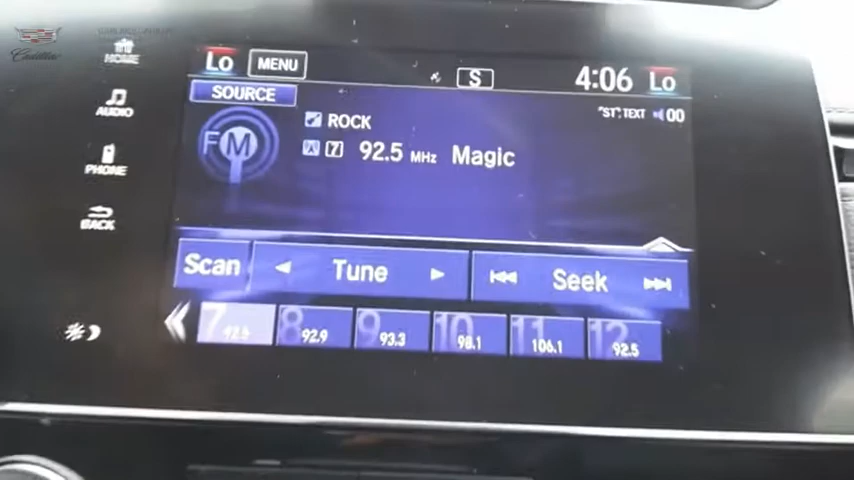 Cadillac
HOME
AUDIO
PHONE
BACK
Lo
MENU
S
4:06
Lo
SOURCE
FM
ROCK
ST TEXT
00
7
92.5 MHz
Magic
Scan
Tune
Seek
7 92.5
8 92.9
9 93.3
10 98.1
11 106.1
12 92.5